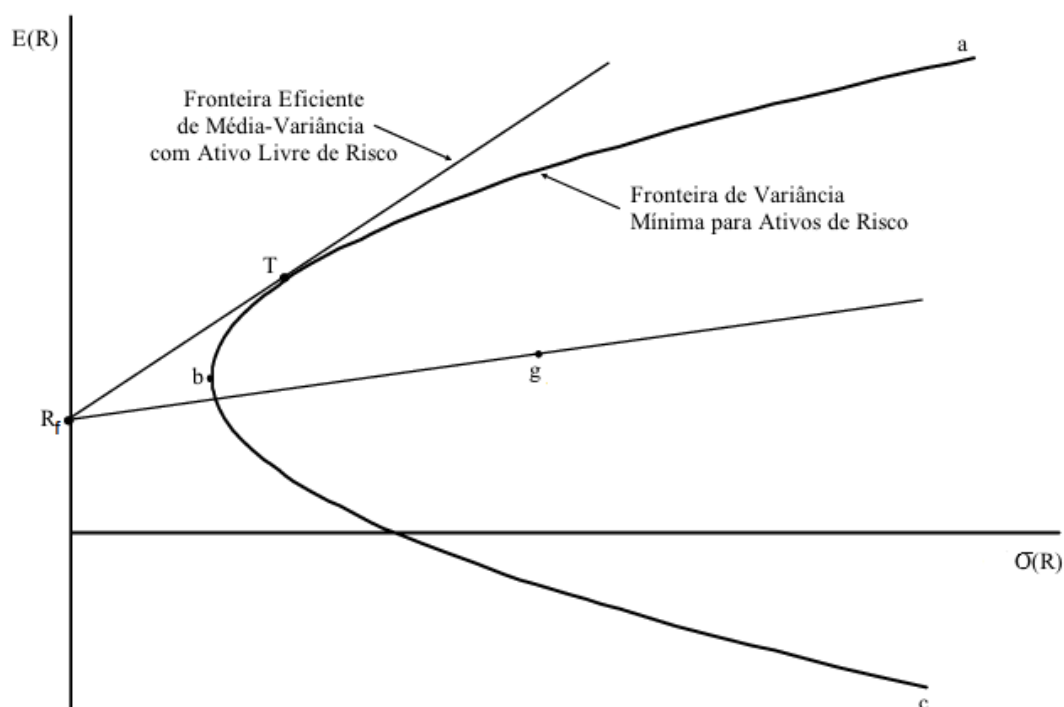 E(R)
a
Fronteira Eficiente
de Média-Variância
com Ativo Livre de Risco
Fronteira de Variância
Mínima para Ativos de Risco
T
b
g
Rf
σ(R)
c